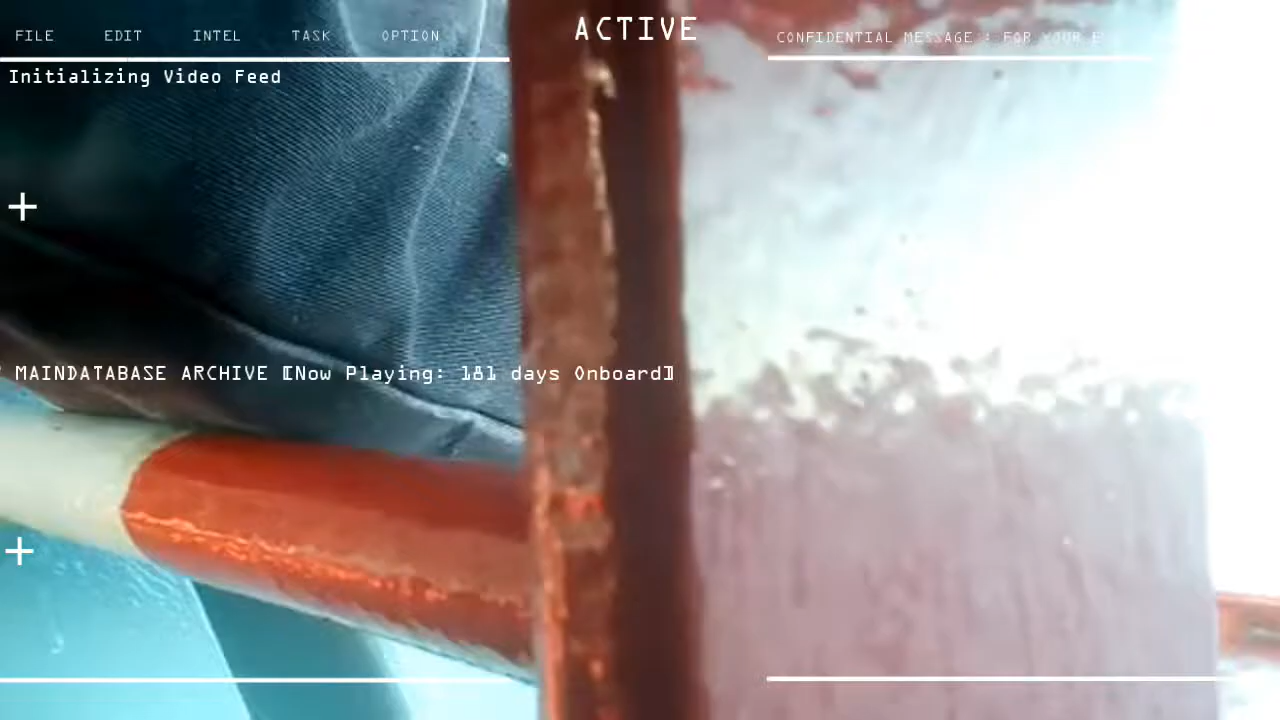 FILE EDIT INTEL TASK OPTION
ACTIVE
CONFIDENTIAL MESSAGE : FOR YOUR E
Initializing Video Feed
MAINDATABASE ARCHIVE [Now Playing: 181 days Onboard]